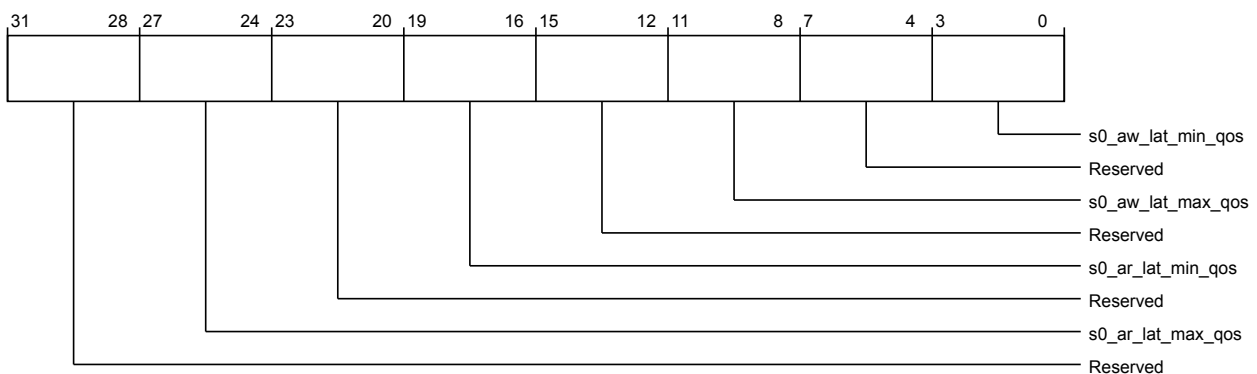 31 28 27 24 23 20 19 16 15 12 11 8 7 4 3 0
s0_aw_lat_min_qos
Reserved
s0_aw_lat_max_qos
Reserved
s0_ar_lat_min_qos
Reserved
s0_ar_lat_max_qos
Reserved